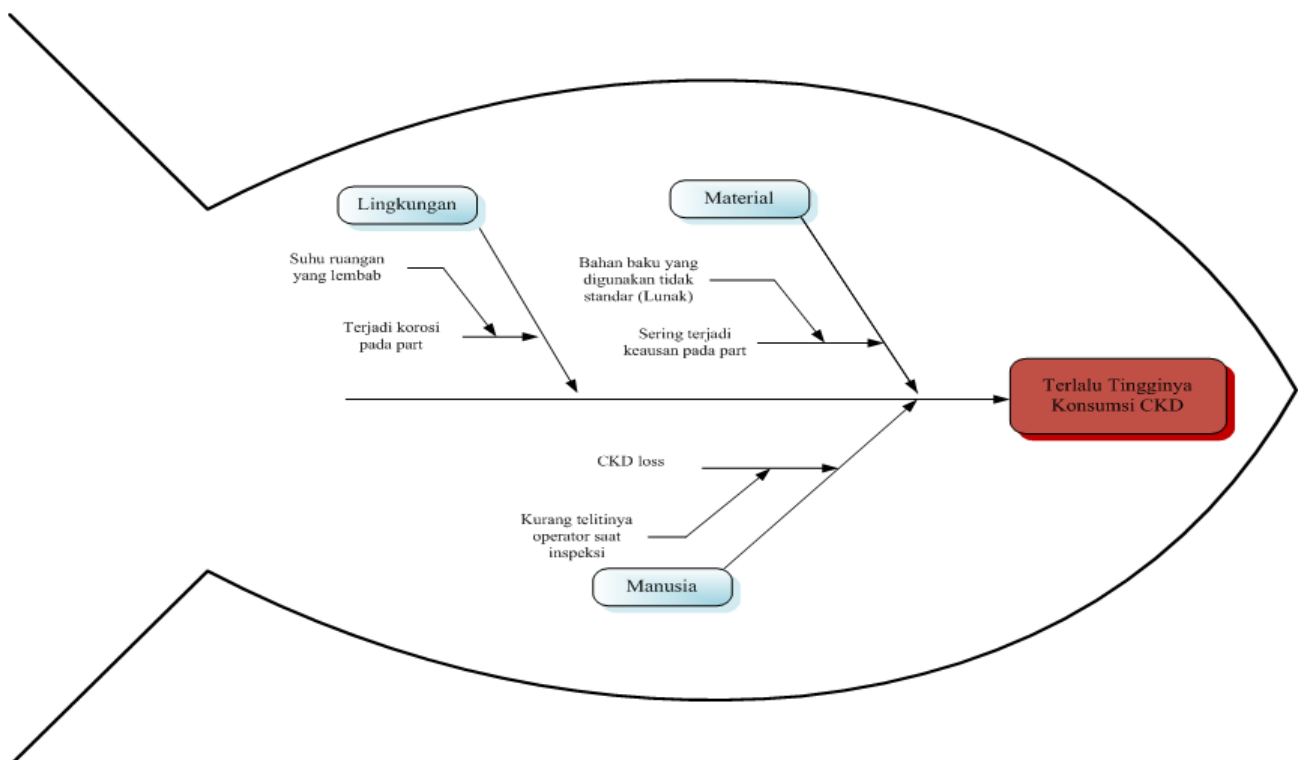 Lingkungan
Material
Suhu ruangan
yang lembab
Bahan baku yang
digunakan tidak
standar (Lunak)
Terjadi korosi
pada part
Sering terjadi
keausan pada part
Terlalu Tingginya
Konsumsi CKD
CKD loss
Kurang telitinya
operator saat
inspeksi
Manusia